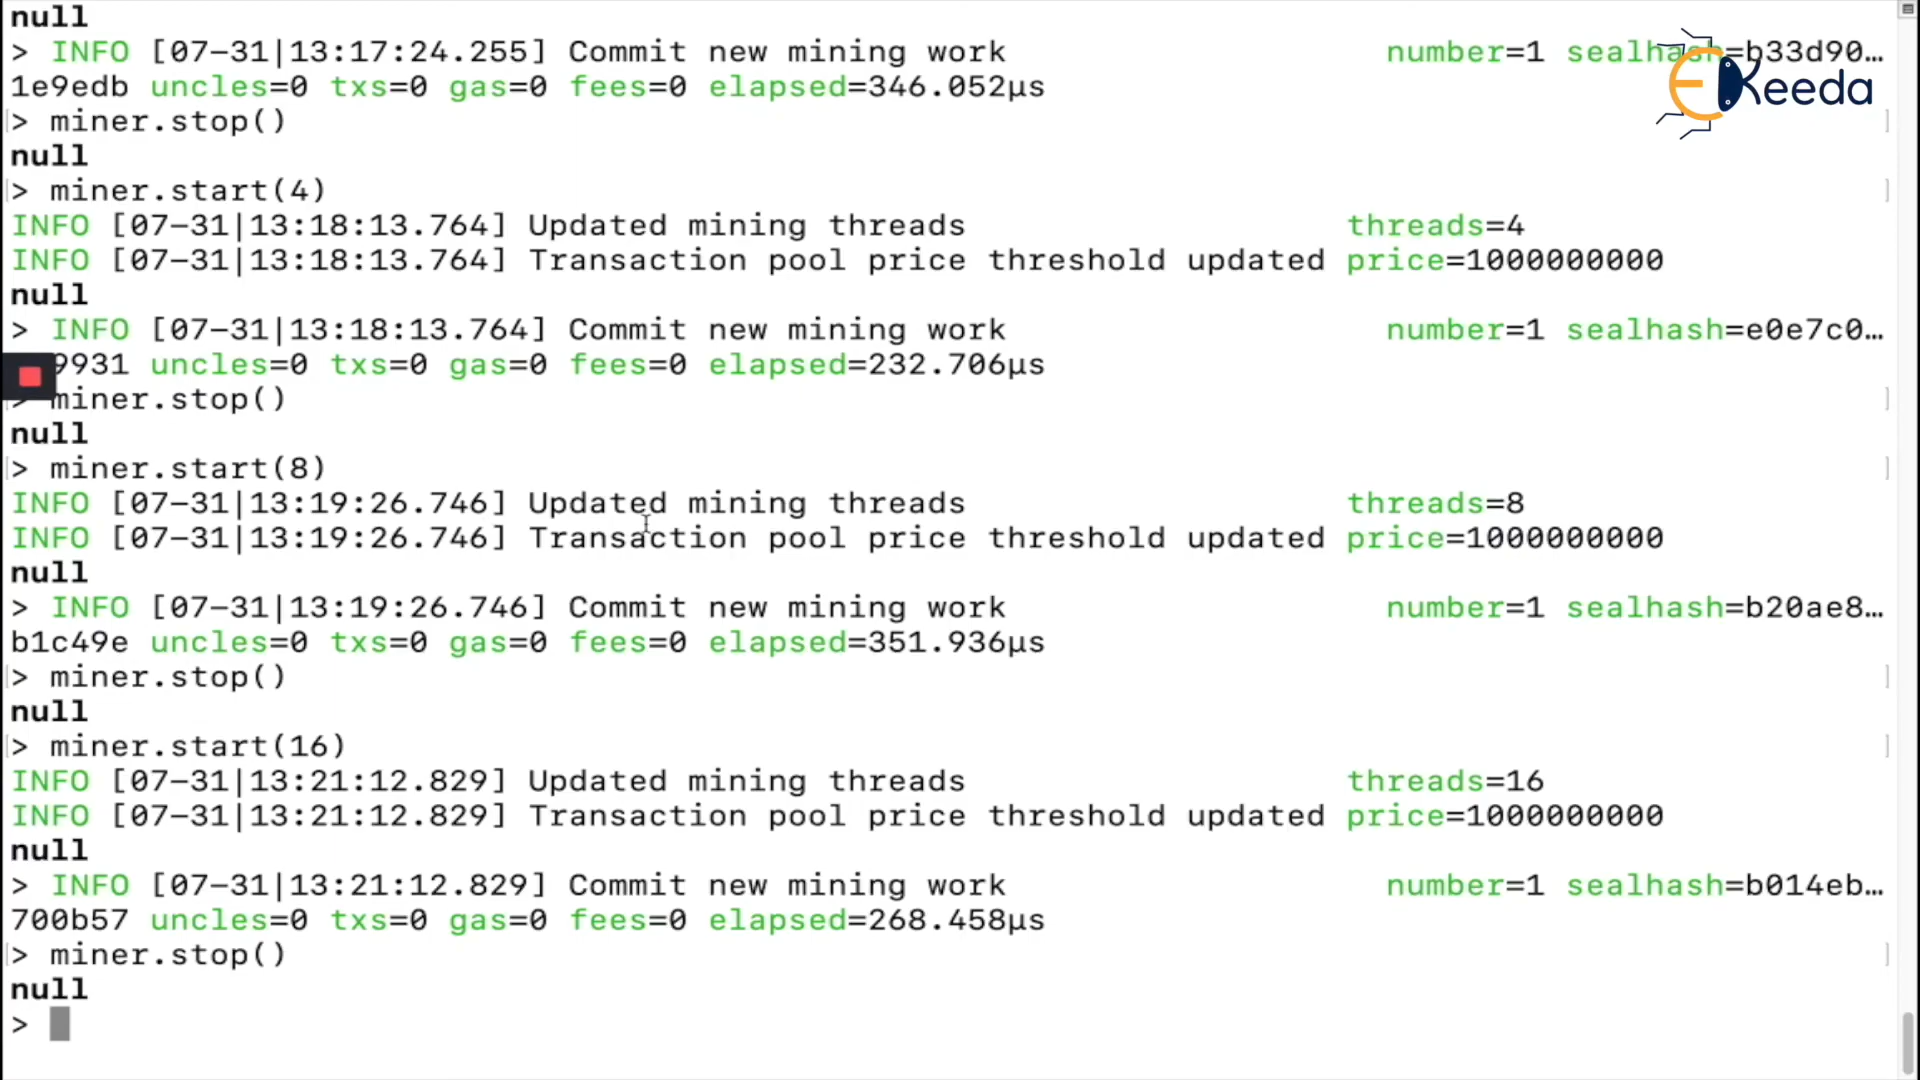 null
> INFO [07-31|13:17:24.255] Commit new mining work number=1 sealhash=b33d90…
1e9edb uncles=0 txs=0 gas=0 fees=0 elapsed=346.052µs
> miner.stop()
null
> miner.start(4)
INFO [07-31|13:18:13.764] Updated mining threads threads=4
INFO [07-31|13:18:13.764] Transaction pool price threshold updated price=1000000000
null
> INFO [07-31|13:18:13.764] Commit new mining work number=1 sealhash=e0e7c0…
9931 uncles=0 txs=0 gas=0 fees=0 elapsed=232.706µs
> miner.stop()
null
> miner.start(8)
INFO [07-31|13:19:26.746] Updated mining threads threads=8
INFO [07-31|13:19:26.746] Transaction pool price threshold updated price=1000000000
null
> INFO [07-31|13:19:26.746] Commit new mining work number=1 sealhash=b20ae8…
b1c49e uncles=0 txs=0 gas=0 fees=0 elapsed=351.936µs
> miner.stop()
null
> miner.start(16)
INFO [07-31|13:21:12.829] Updated mining threads threads=16
INFO [07-31|13:21:12.829] Transaction pool price threshold updated price=1000000000
null
> INFO [07-31|13:21:12.829] Commit new mining work number=1 sealhash=b014eb…
700b57 uncles=0 txs=0 gas=0 fees=0 elapsed=268.458µs
> miner.stop()
null
>
EKeeda